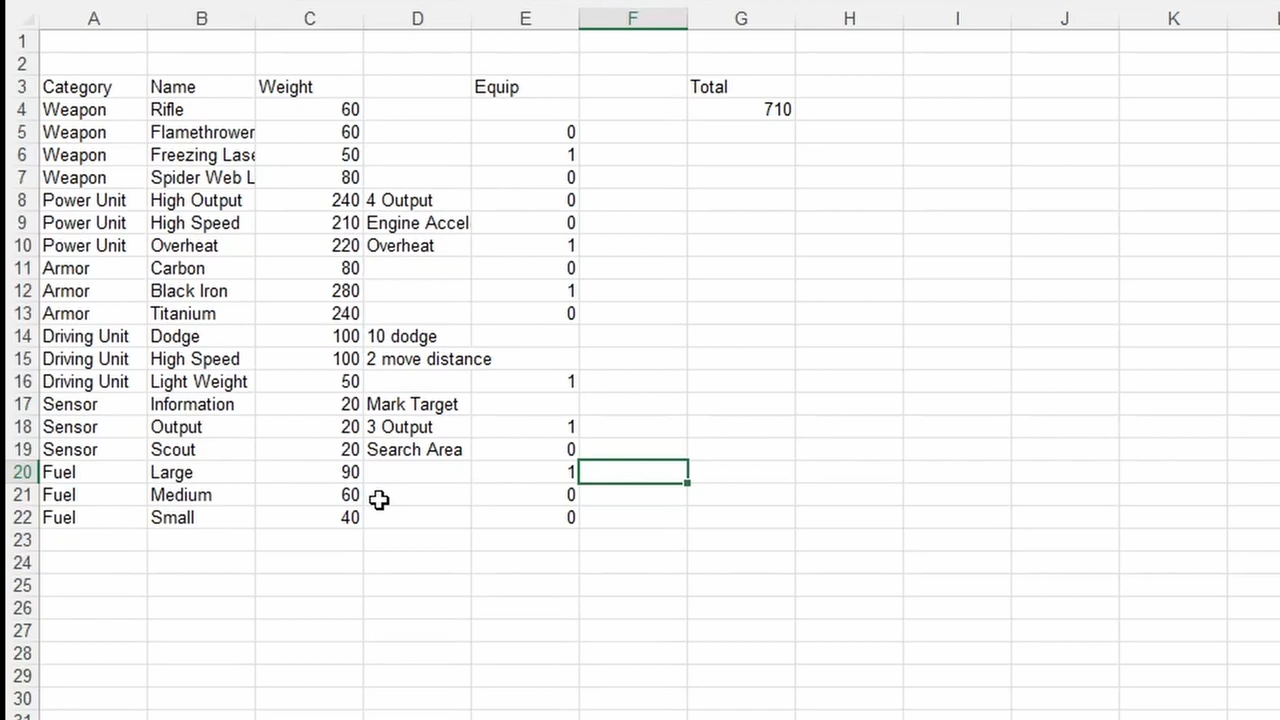 A B C D E F G H I J K
1
2
3 Category Name Weight Equip Total
4 Weapon Rifle 60 710
5 Weapon Flamethrower 60 0
6 Weapon Freezing Lase 50 1
7 Weapon Spider Web L 80 0
8 Power Unit High Output 240 4 Output 0
9 Power Unit High Speed 210 Engine Accel 0
10 Power Unit Overheat 220 Overheat 1
11 Armor Carbon 80 0
12 Armor Black Iron 280 1
13 Armor Titanium 240 0
14 Driving Unit Dodge 100 10 dodge
15 Driving Unit High Speed 100 2 move distance
16 Driving Unit Light Weight 50 1
17 Sensor Information 20 Mark Target
18 Sensor Output 20 3 Output 1
19 Sensor Scout 20 Search Area 0
20 Fuel Large 90 1
21 Fuel Medium 60 0
22 Fuel Small 40 0
23
24
25
26
27
28
29
30